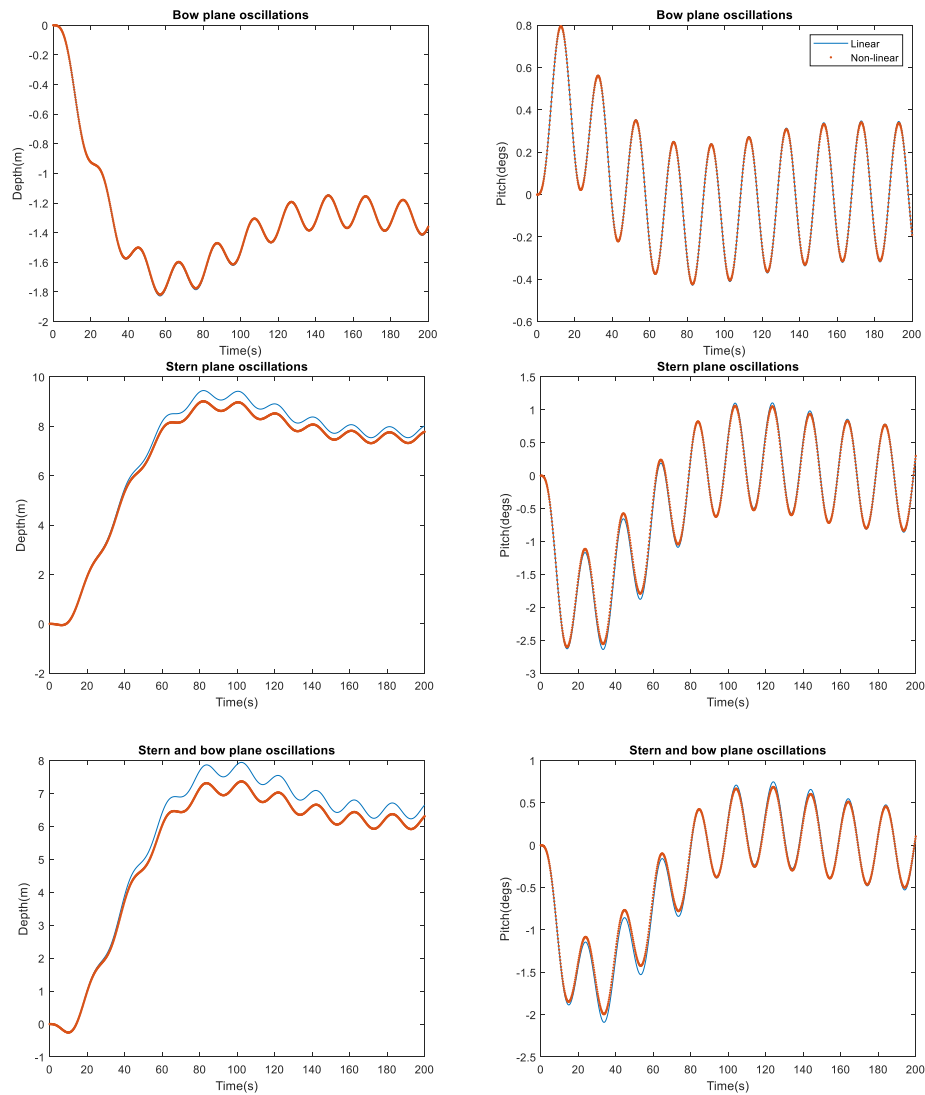 Bow plane oscillations
0
-0.2
-0.4
-0.6
-0.8
-1
-1.2
-1.4
-1.6
-1.8
-2
Depth(m)
0 20 40 60 80 100 120 140 160 180 200
Time(s)
Bow plane oscillations
Linear
Non-linear
0.8
0.6
0.4
0.2
0
-0.2
-0.4
-0.6
Pitch(degs)
0 20 40 60 80 100 120 140 160 180 200
Time(s)
Stern plane oscillations
10
8
6
4
2
0
-2
Depth(m)
0 20 40 60 80 100 120 140 160 180 200
Time(s)
Stern plane oscillations
1.5
1
0.5
0
-0.5
-1
-1.5
-2
-2.5
-3
Pitch(degs)
0 20 40 60 80 100 120 140 160 180 200
Time(s)
Stern and bow plane oscillations
8
7
6
5
4
3
2
1
0
-1
Depth(m)
0 20 40 60 80 100 120 140 160 180 200
Time(s)
Stern and bow plane oscillations
1
0.5
0
-0.5
-1
-1.5
-2
-2.5
Pitch(degs)
0 20 40 60 80 100 120 140 160 180 200
Time(s)